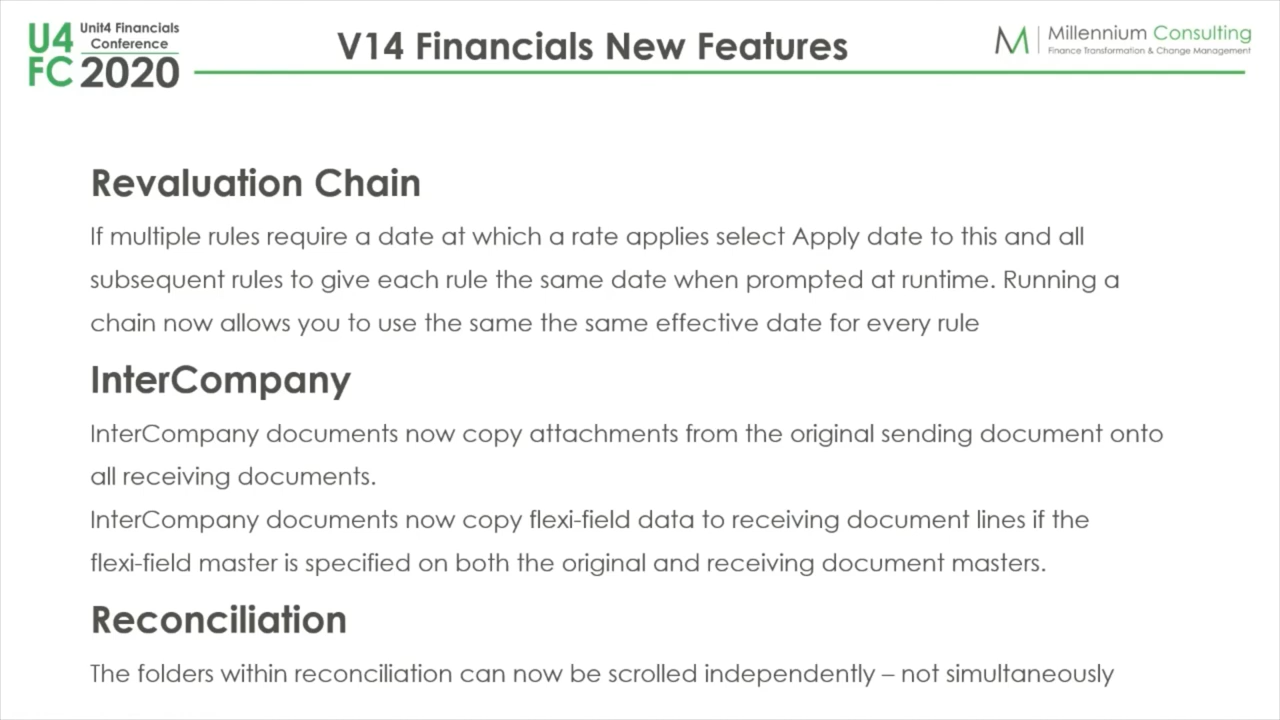 U4 Unit4 Financials
Conference
FC 2020
V14 Financials New Features
M Millennium Consulting
Finance Transformation & Change Management
Revaluation Chain
If multiple rules require a date at which a rate applies select Apply date to this and all
subsequent rules to give each rule the same date when prompted at runtime. Running a
chain now allows you to use the same the same effective date for every rule
InterCompany
InterCompany documents now copy attachments from the original sending document onto
all receiving documents.
InterCompany documents now copy flexi-field data to receiving document lines if the
flexi-field master is specified on both the original and receiving document masters.
Reconciliation
The folders within reconciliation can now be scrolled independently – not simultaneously